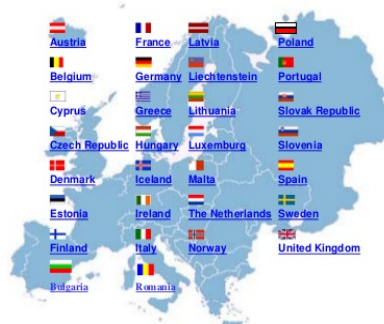 Austria France Latvia Poland
Belgium Germany Liechtenstein Portugal
Cyprus Greece Lithuania Slovak Republic
Czech Republic Hungary Luxemburg Slovenia
Denmark Iceland Malta Spain
Estonia Ireland The Netherlands Sweden
Finland Italy Norway United Kingdom
Bulgaria Romania